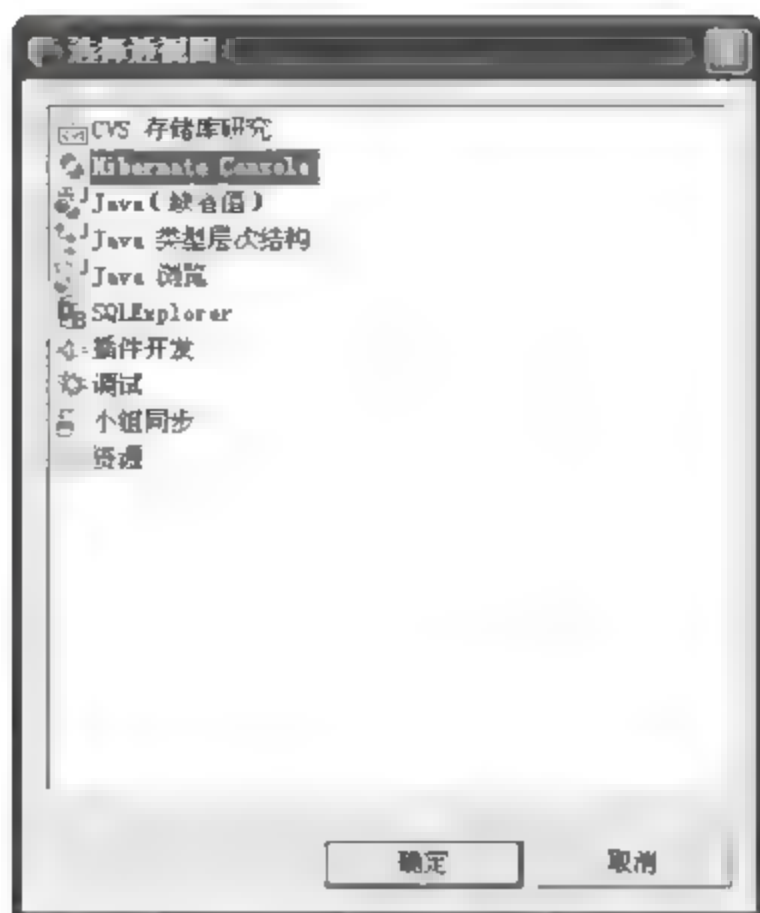 选择透视图
CVS 存储库研究
Hibernate Console
Java(缺省值)
Java 类型层次结构
Java 浏览
SQLExplorer
插件开发
调试
小组同步
资源
确定
取消